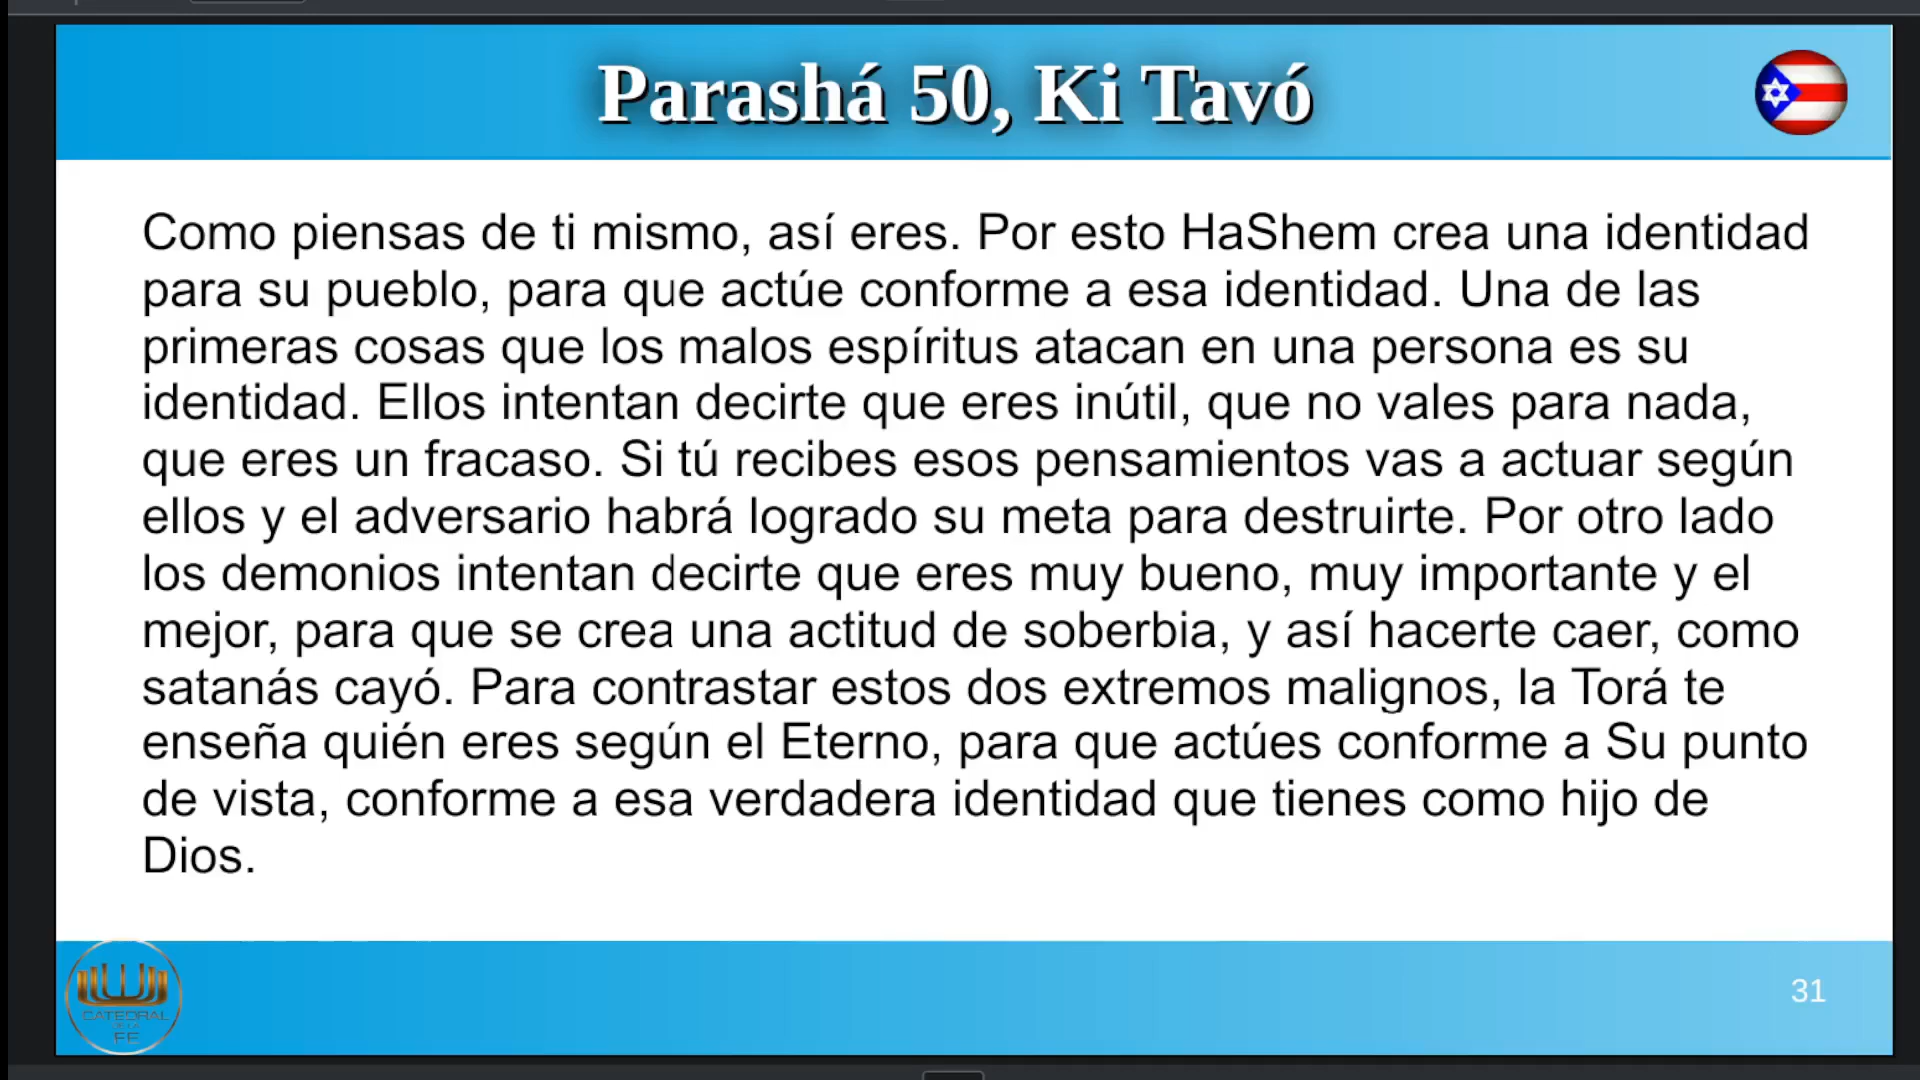 Parashá 50, Ki Tavó
Como piensas de ti mismo, así eres. Por esto HaShem crea una identidad
para su pueblo, para que actúe conforme a esa identidad. Una de las
primeras cosas que los malos espíritus atacan en una persona es su
identidad. Ellos intentan decirte que eres inútil, que no vales para nada,
que eres un fracaso. Si tú recibes esos pensamientos vas a actuar según
ellos y el adversario habrá logrado su meta para destruirte. Por otro lado
los demonios intentan decirte que eres muy bueno, muy importante y el
mejor, para que se crea una actitud de soberbia, y así hacerte caer, como
satanás cayó. Para contrastar estos dos extremos malignos, la Torá te
enseña quién eres según el Eterno, para que actúes conforme a Su punto
de vista, conforme a esa verdadera identidad que tienes como hijo de
Dios.
CATEDRAL
FE
31